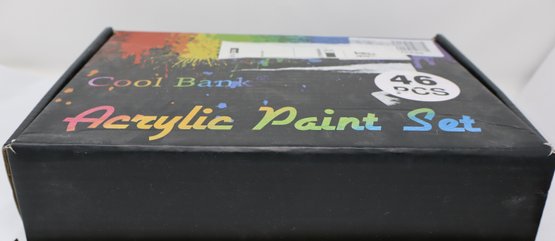 Cool Bank
46
PCS
Acrylic Paint Set